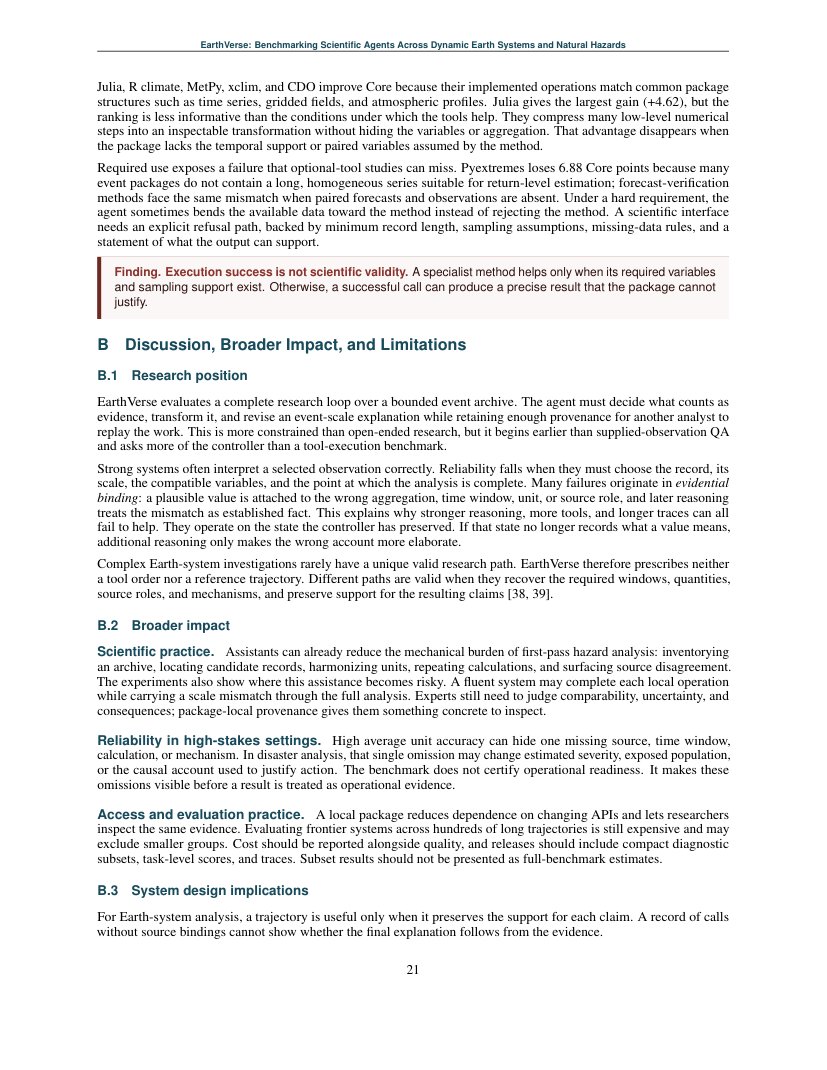 EarthVerse: Benchmarking Scientific Agents Across Dynamic Earth Systems and Natural Hazards
Julia, R climate, MetPy, xclim, and CDO improve Core because their implemented operations match common package
structures such as time series, gridded fields, and atmospheric profiles. Julia gives the largest gain (+4.62), but the
ranking is less informative than the conditions under which the tools help. They compress many low-level numerical
steps into an inspectable transformation without hiding the variables or aggregation. That advantage disappears when
the package lacks the temporal support or paired variables assumed by the method.
Required use exposes a failure that optional-tool studies can miss. Pyextremes loses 6.88 Core points because many
event packages do not contain a long, homogeneous series suitable for return-level estimation; forecast-verification
methods face the same mismatch when paired forecasts and observations are absent. Under a hard requirement, the
agent sometimes bends the available data toward the method instead of rejecting the method. A scientific interface
needs an explicit refusal path, backed by minimum record length, sampling assumptions, missing-data rules, and a
statement of what the output can support.
Finding. Execution success is not scientific validity. A specialist method helps only when its required variables
and sampling support exist. Otherwise, a successful call can produce a precise result that the package cannot
justify.
B Discussion, Broader Impact, and Limitations
B.1 Research position
EarthVerse evaluates a complete research loop over a bounded event archive. The agent must decide what counts as
evidence, transform it, and revise an event-scale explanation while retaining enough provenance for another analyst to
replay the work. This is more constrained than open-ended research, but it begins earlier than supplied-observation QA
and asks more of the controller than a tool-execution benchmark.
Strong systems often interpret a selected observation correctly. Reliability falls when they must choose the record, its
scale, the compatible variables, and the point at which the analysis is complete. Many failures originate in evidential
binding: a plausible value is attached to the wrong aggregation, time window, unit, or source role, and later reasoning
treats the mismatch as established fact. This explains why stronger reasoning, more tools, and longer traces can all
fail to help. They operate on the state the controller has preserved. If that state no longer records what a value means,
additional reasoning only makes the wrong account more elaborate.
Complex Earth-system investigations rarely have a unique valid research path. EarthVerse therefore prescribes neither
a tool order nor a reference trajectory. Different paths are valid when they recover the required windows, quantities,
source roles, and mechanisms, and preserve support for the resulting claims [38, 39].
B.2 Broader impact
Scientific practice. Assistants can already reduce the mechanical burden of first-pass hazard analysis: inventorying
an archive, locating candidate records, harmonizing units, repeating calculations, and surfacing source disagreement.
The experiments also show where this assistance becomes risky. A fluent system may complete each local operation
while carrying a scale mismatch through the full analysis. Experts still need to judge comparability, uncertainty, and
consequences; package-local provenance gives them something concrete to inspect.
Reliability in high-stakes settings. High average unit accuracy can hide one missing source, time window,
calculation, or mechanism. In disaster analysis, that single omission may change estimated severity, exposed population,
or the causal account used to justify action. The benchmark does not certify operational readiness. It makes these
omissions visible before a result is treated as operational evidence.
Access and evaluation practice. A local package reduces dependence on changing APIs and lets researchers
inspect the same evidence. Evaluating frontier systems across hundreds of long trajectories is still expensive and may
exclude smaller groups. Cost should be reported alongside quality, and releases should include compact diagnostic
subsets, task-level scores, and traces. Subset results should not be presented as full-benchmark estimates.
B.3 System design implications
For Earth-system analysis, a trajectory is useful only when it preserves the support for each claim. A record of calls
without source bindings cannot show whether the final explanation follows from the evidence.
21